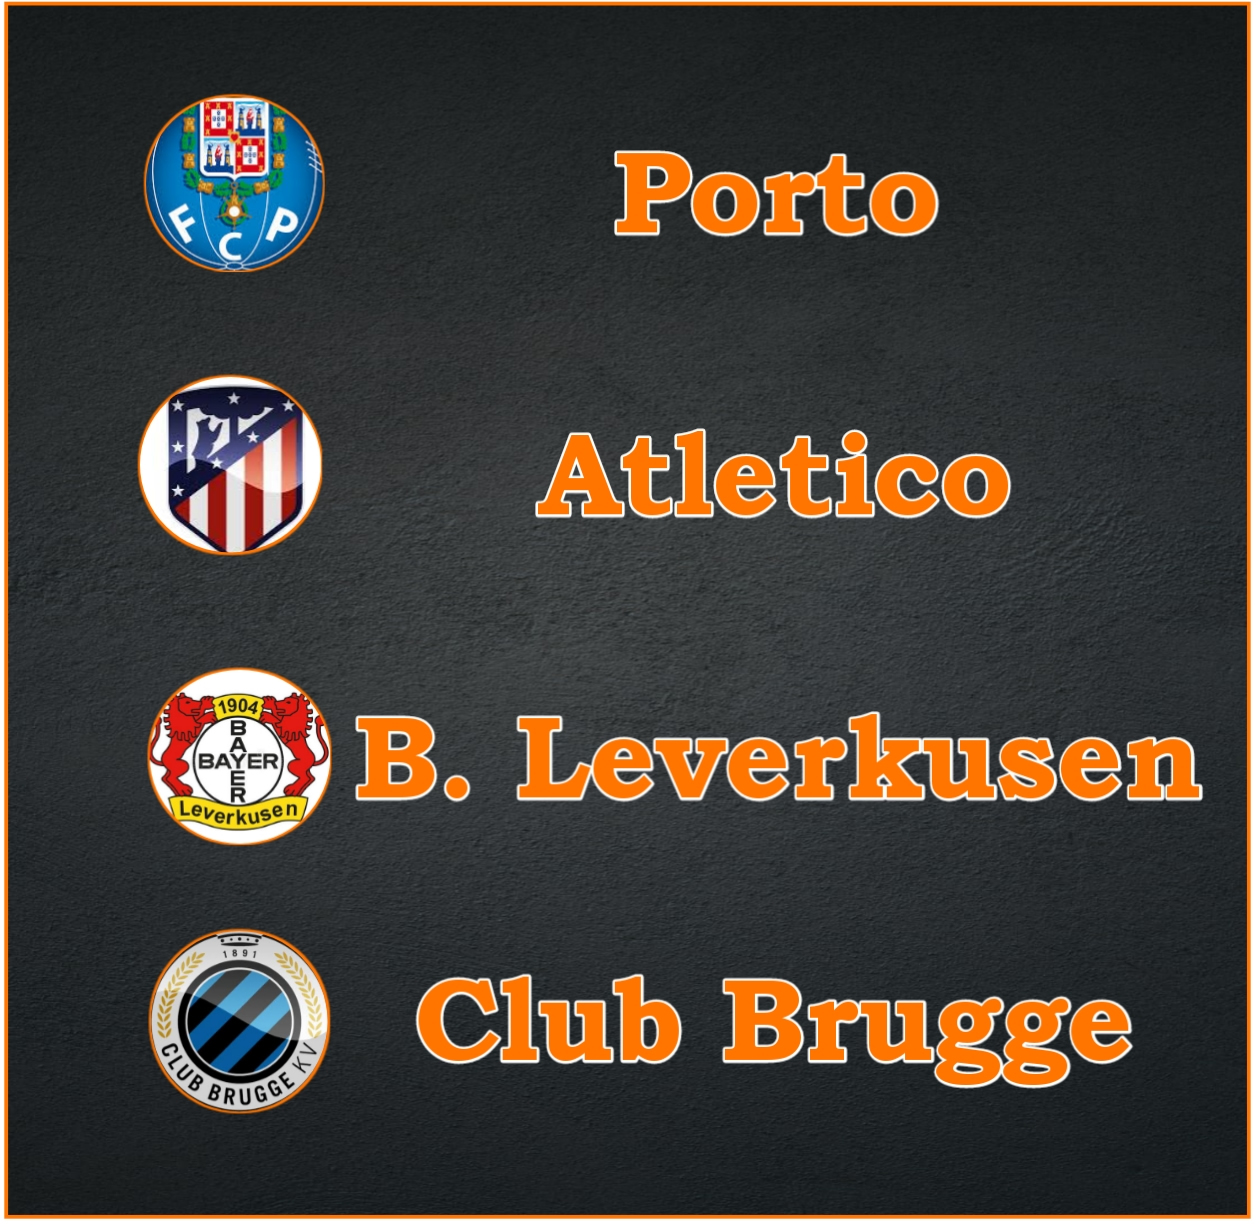 F C P
Porto
Atletico
1904
BAYER
BAYER
Leverkusen
B. Leverkusen
1891
CLUB BRUGGE KV
Club Brugge